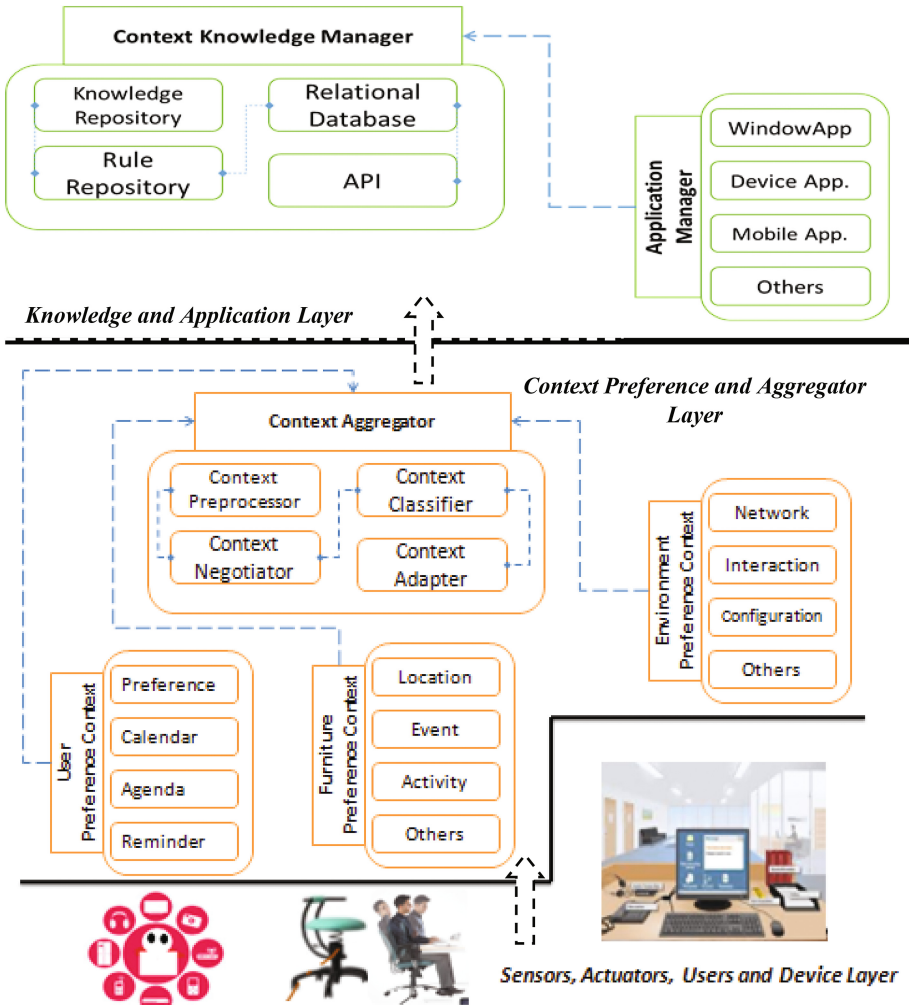 Context Knowledge Manager
Knowledge
Repository
Relational
Database
Rule
Repository
API
Application
Manager
WindowApp
Device App.
Mobile App.
Others
Knowledge and Application Layer
Context Preference and Aggregator
Layer
Context Aggregator
Context
Preprocessor
Context
Classifier
Context
Negotiator
Context
Adapter
Environment
Preference Context
Network
Interaction
Configuration
Others
User
Preference Context
Preference
Calendar
Agenda
Reminder
Furniture
Preference Context
Location
Event
Activity
Others
Sensors, Actuators, Users and Device Layer